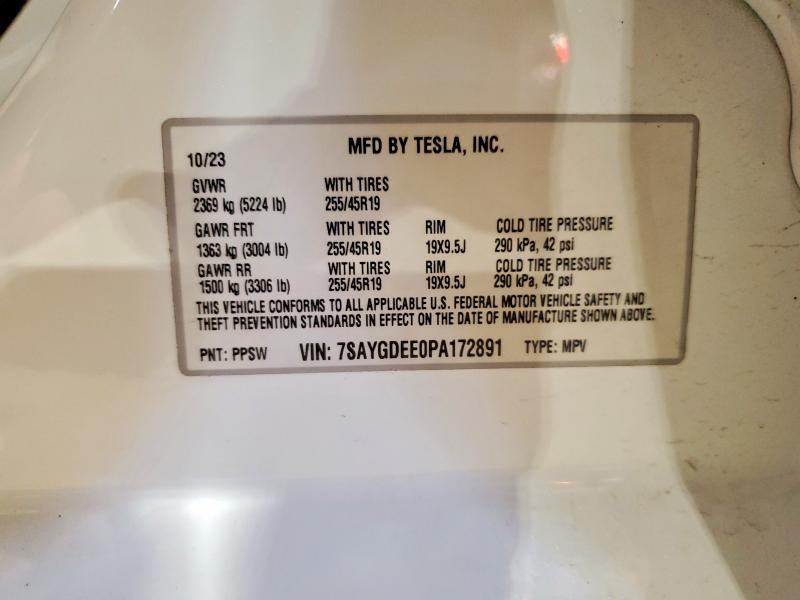 MFD BY TESLA, INC.
10/23
GVWR WITH TIRES
2369 kg (5224 lb) 255/45R19
GAWR FRT WITH TIRES RIM COLD TIRE PRESSURE
1363 kg (3004 lb) 255/45R19 19X9.5J 290 kPa, 42 psi
GAWR RR WITH TIRES RIM COLD TIRE PRESSURE
1500 kg (3306 lb) 255/45R19 19X9.5J 290 kPa, 42 psi
THIS VEHICLE CONFORMS TO ALL APPLICABLE U.S. FEDERAL MOTOR VEHICLE SAFETY AND
THEFT PREVENTION STANDARDS IN EFFECT ON THE DATE OF MANUFACTURE SHOWN ABOVE.
PNT: PPSW VIN: 7SAYGDEE0PA172891 TYPE: MPV